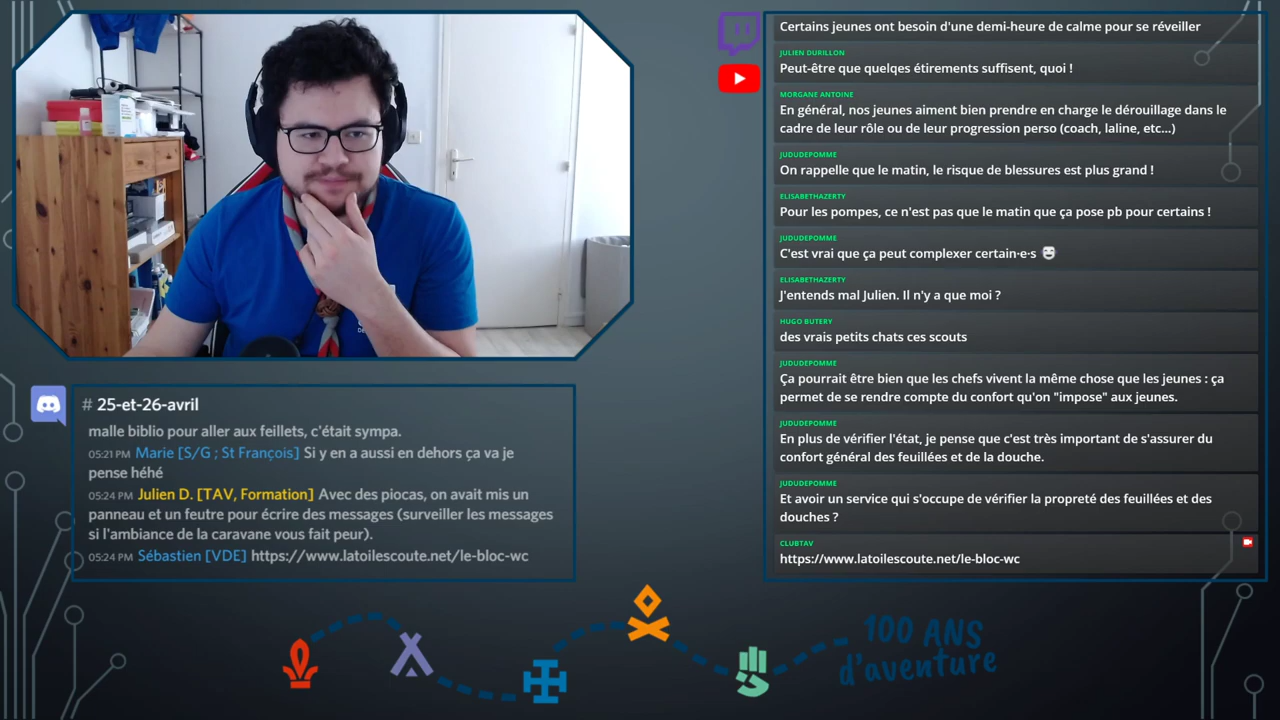 # 25-et-26-avril
malle biblio pour aller aux feillets, c'était sympa.
05:21 PM Marie [S/G ; St François] Si y en a aussi en dehors ça va je
pense héhé
05:24 PM Julien D. [TAV, Formation] Avec des piocas, on avait mis un
panneau et un feutre pour écrire des messages (surveiller les messages
si l'ambiance de la caravane vous fait peur).
05:24 PM Sébastien [VDE] https://www.latoilescoute.net/le-bloc-wc
Certains jeunes ont besoin d'une demi-heure de calme pour se réveiller
JULIEN DURILLON
Peut-être que quelqes étirements suffisent, quoi !
MORGANE ANTOINE
En général, nos jeunes aiment bien prendre en charge le dérouillage dans le
cadre de leur rôle ou de leur progression perso (coach, laline, etc...)
JUDUDEPOMME
On rappelle que le matin, le risque de blessures est plus grand !
ELISABETHAZERTY
Pour les pompes, ce n'est pas que le matin que ça pose pb pour certains !
JUDUDEPOMME
C'est vrai que ça peut complexer certain·e·s
ELISABETHAZERTY
J'entends mal Julien. Il n'y a que moi ?
HUGO BUTERY
des vrais petits chats ces scouts
JUDUDEPOMME
Ça pourrait être bien que les chefs vivent la même chose que les jeunes : ça
permet de se rendre compte du confort qu'on "impose" aux jeunes.
JUDUDEPOMME
En plus de vérifier l'état, je pense que c'est très important de s'assurer du
confort général des feuillées et de la douche.
JUDUDEPOMME
Et avoir un service qui s'occupe de vérifier la propreté des feuillées et des
douches ?
CLUBTAV
https://www.latoilescoute.net/le-bloc-wc
100 ANS
d'aventure